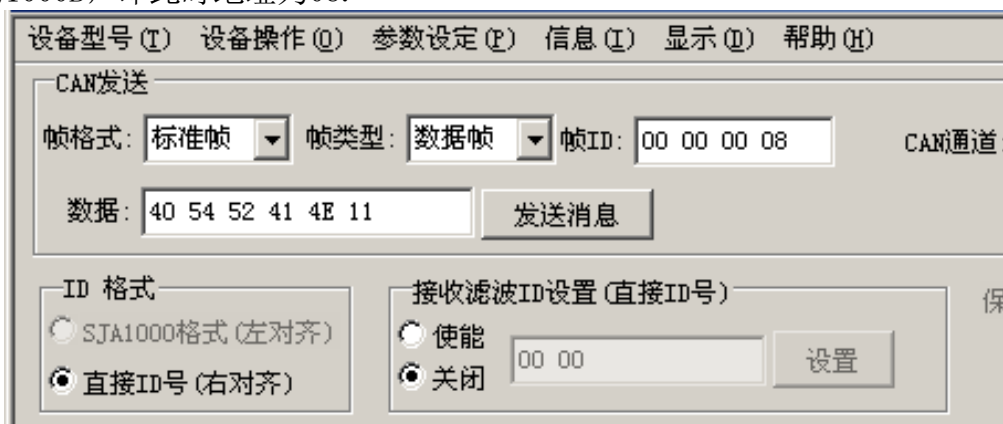 设备型号(T) 设备操作(O) 参数设定(P) 信息(I) 显示(D) 帮助(H)
CAN发送
帧格式: 标准帧 帧类型: 数据帧 帧ID: 00 00 00 08 CAN通道:
数据: 40 54 52 41 4E 11 发送消息
ID 格式 接收滤波ID设置(直接ID号)
SJA1000格式(左对齐) 使能
00 00 设置
直接ID号(右对齐) 关闭